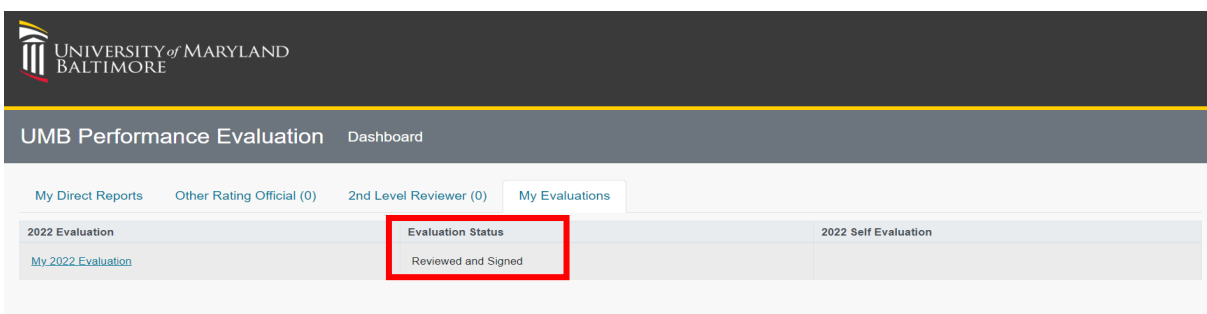 UNIVERSITY of MARYLAND
BALTIMORE
UMB Performance Evaluation Dashboard
My Direct Reports Other Rating Official (0) 2nd Level Reviewer (0) My Evaluations
2022 Evaluation Evaluation Status 2022 Self Evaluation
My 2022 Evaluation Reviewed and Signed